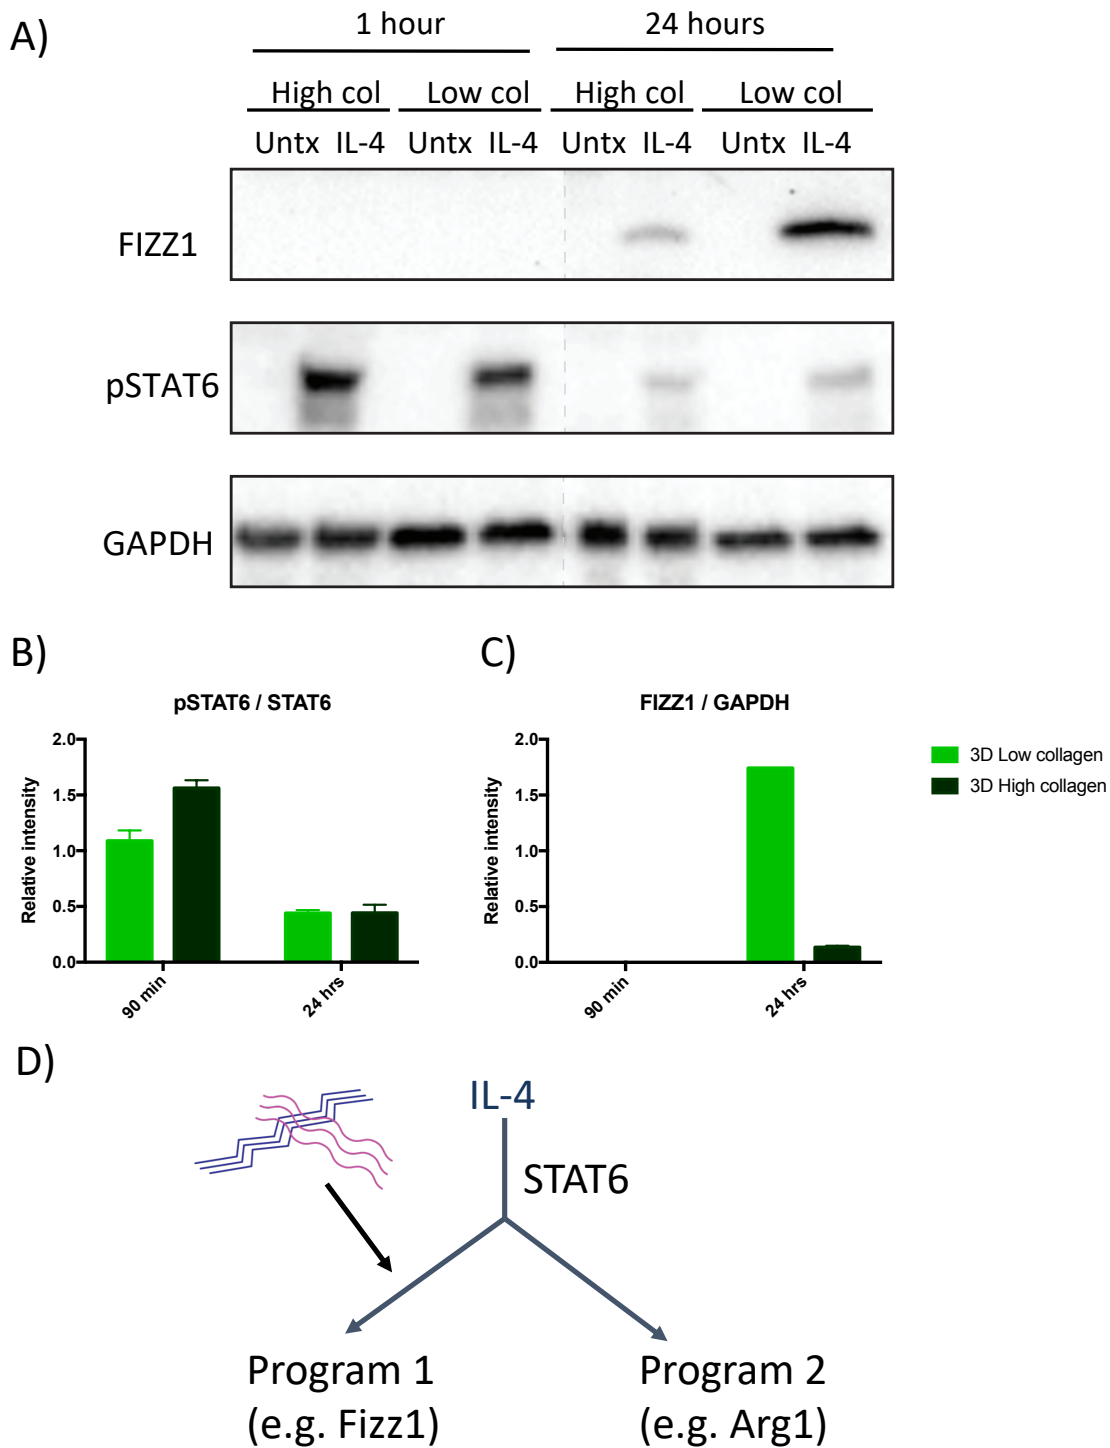 A)
1 hour 24 hours
High col Low col High col Low col
Untx IL-4 Untx IL-4 Untx IL-4 Untx IL-4
FIZZ1
pSTAT6
GAPDH
B)
pSTAT6 / STAT6
Relative intensity
2.0
1.5
1.0
0.5
0.0
90 min
24 hrs
C)
FIZZ1 / GAPDH
Relative intensity
2.0
1.5
1.0
0.5
0.0
90 min
24 hrs
3D Low collagen
3D High collagen
D)
IL-4
STAT6
Program 1
(e.g. Fizz1)
Program 2
(e.g. Arg1)